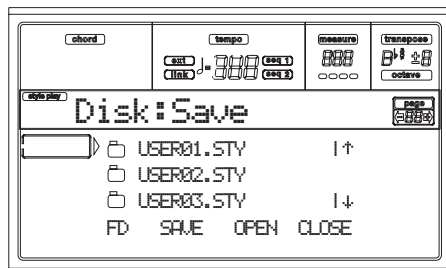 chord tempo measure transpose
ext link seq 1 seq 2
octave
style play
Disk:Save
page
USER01.STY
USER02.STY
USER03.STY
FD SAVE OPEN CLOSE